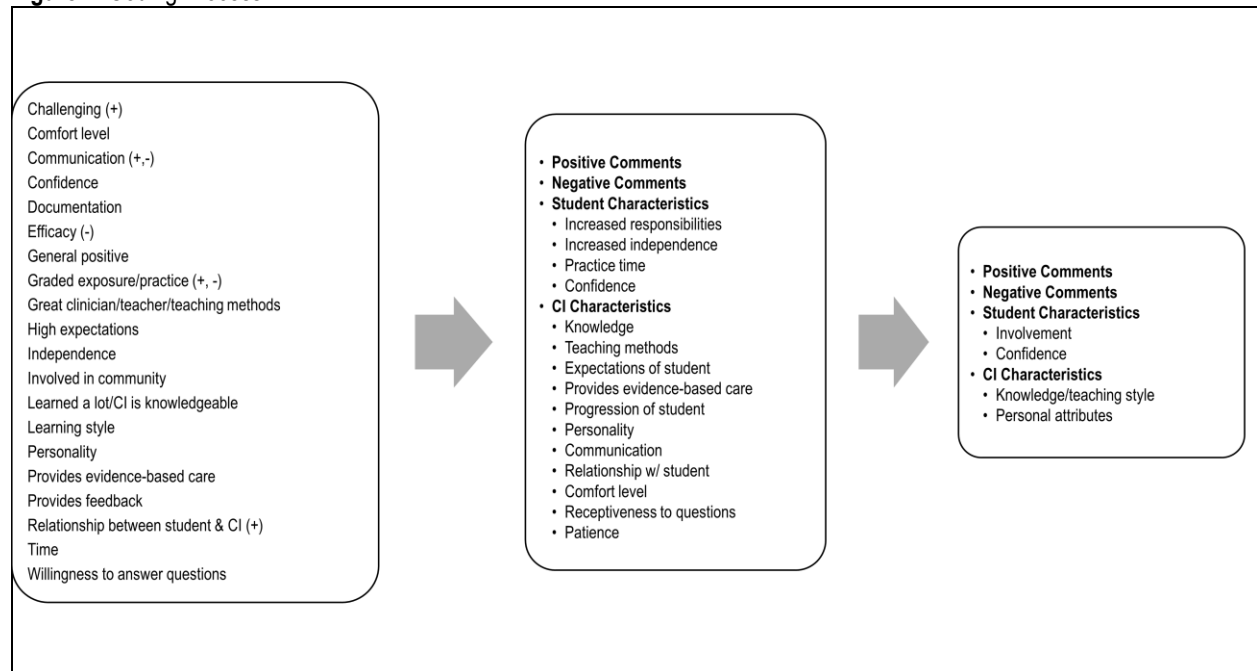 Challenging (+)
Comfort level
Communication (+,-)
Confidence
Documentation
Efficacy (-)
General positive
Graded exposure/practice (+, -)
Great clinician/teacher/teaching methods
High expectations
Independence
Involved in community
Learned a lot/CI is knowledgeable
Learning style
Personality
Provides evidence-based care
Provides feedback
Relationship between student & CI (+)
Time
Willingness to answer questions
• Positive Comments
• Negative Comments
• Student Characteristics
• Increased responsibilities
• Increased independence
• Practice time
• Confidence
• CI Characteristics
• Knowledge
• Teaching methods
• Expectations of student
• Provides evidence-based care
• Progression of student
• Personality
• Communication
• Relationship w/ student
• Comfort level
• Receptiveness to questions
• Patience
• Positive Comments
• Negative Comments
• Student Characteristics
• Involvement
• Confidence
• CI Characteristics
• Knowledge/teaching style
• Personal attributes